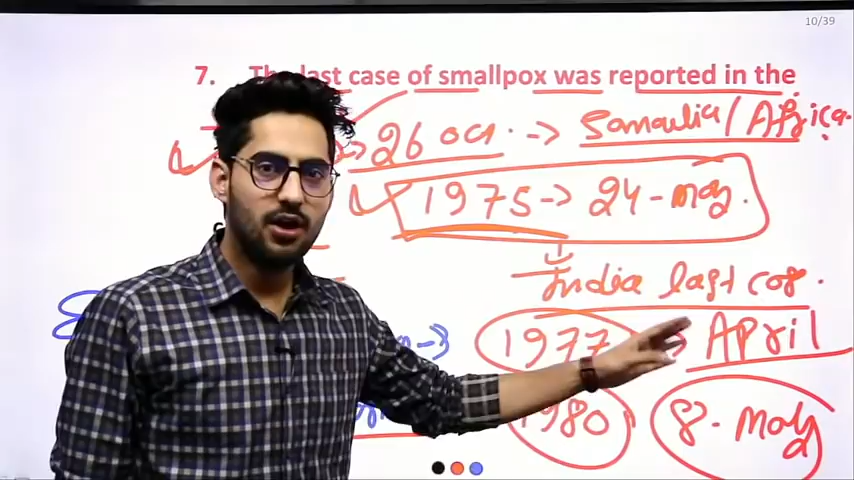 10/39
7. The last case of smallpox was reported in the
26 oct. -> Somalia / Africa.
1975 -> 24 - May.
India last case.
1977 April
1980 8 - May